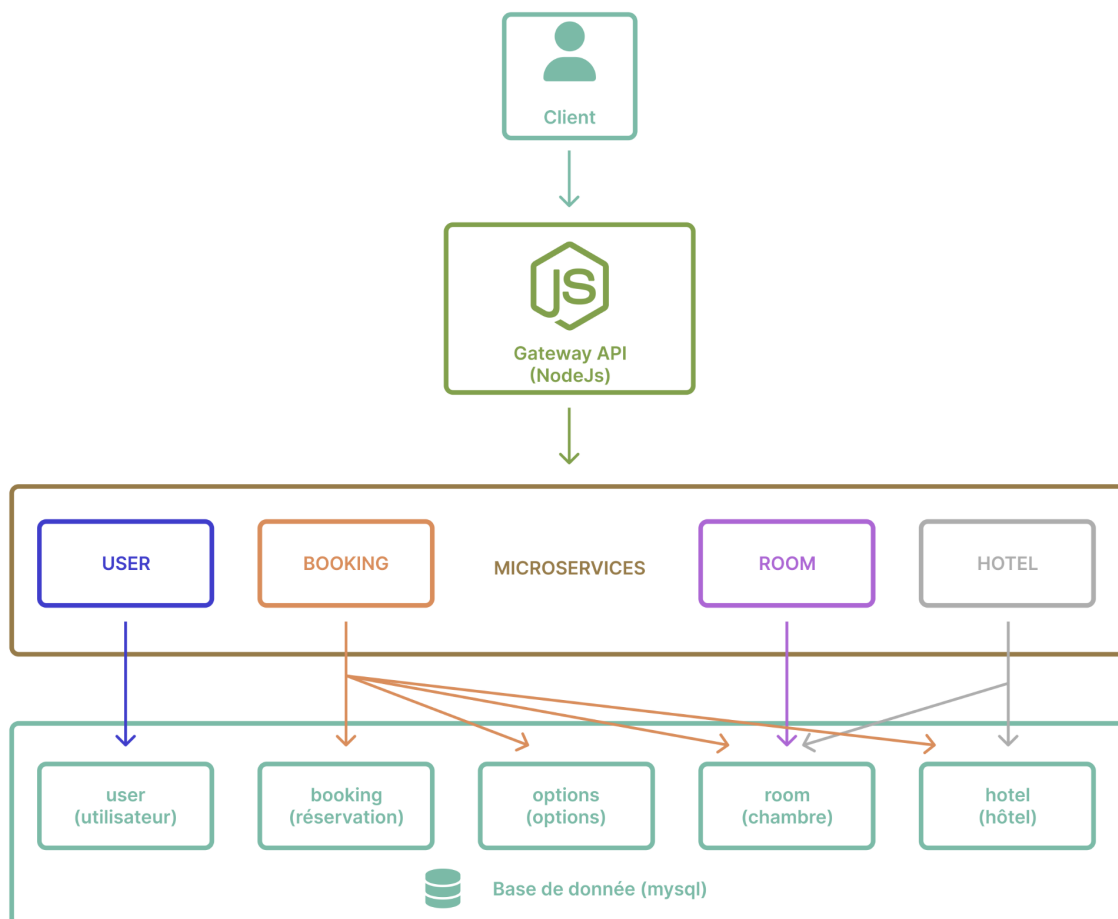 Client
JS
Gateway API
(NodeJs)
USER
BOOKING
MICROSERVICES
ROOM
HOTEL
user
(utilisateur)
booking
(réservation)
options
(options)
room
(chambre)
hotel
(hôtel)
Base de donnée (mysql)